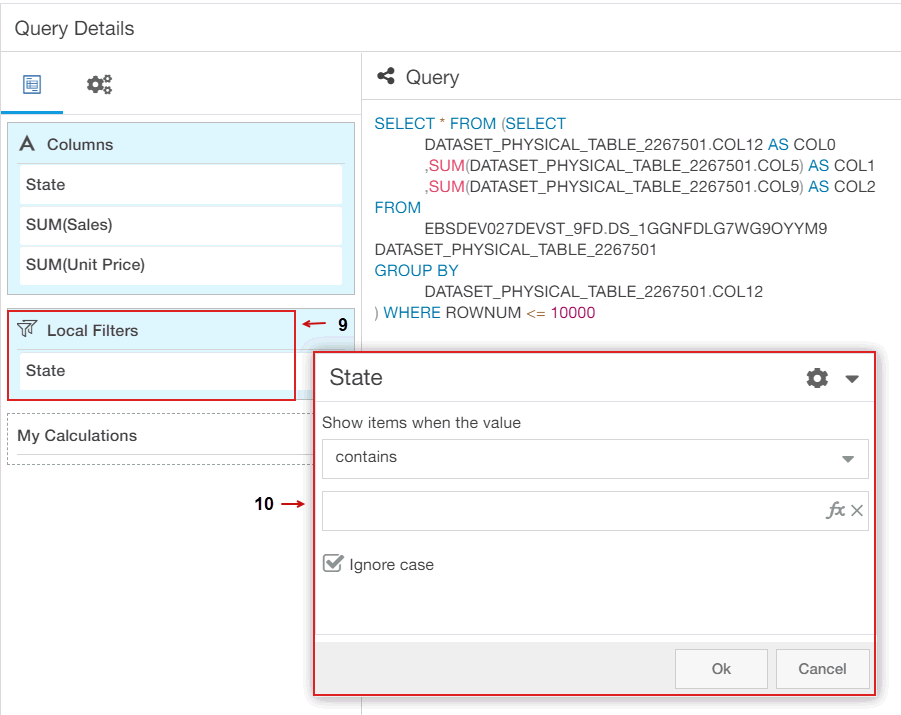 Query Details
Columns
State
SUM(Sales)
SUM(Unit Price)
Local Filters
State
My Calculations
Query
SELECT * FROM (SELECT
DATASET_PHYSICAL_TABLE_2267501.COL12 AS COL0
,SUM(DATASET_PHYSICAL_TABLE_2267501.COL5) AS COL1
,SUM(DATASET_PHYSICAL_TABLE_2267501.COL9) AS COL2
FROM
EBSDEV027DEVST_9FD.DS_1GGNFDLG7WG9OYYM9
DATASET_PHYSICAL_TABLE_2267501
GROUP BY
DATASET_PHYSICAL_TABLE_2267501.COL12
) WHERE ROWNUM <= 10000
9
State
Show items when the value
contains
10
fx
Ignore case
Ok Cancel